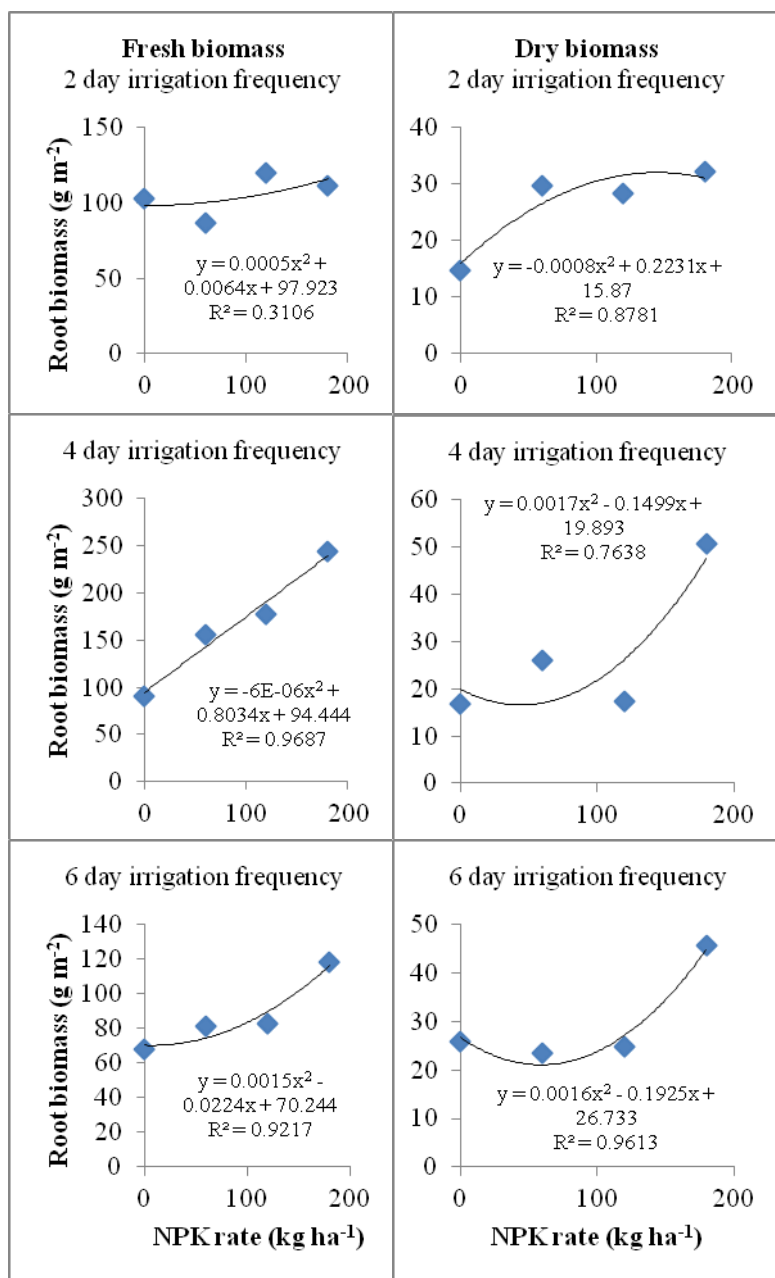 Fresh biomass
2 day irrigation frequency
Root biomass (g m⁻²)
150
100
50
0
0 100 200
y = 0.0005x² +
0.0064x + 97.923
R² = 0.3106
Dry biomass
2 day irrigation frequency
40
30
20
10
0
0 100 200
y = -0.0008x² + 0.2231x +
15.87
R² = 0.8781
4 day irrigation frequency
Root biomass (g m⁻²)
300
250
200
150
100
50
0
0 100 200
y = -6E-06x² +
0.8034x + 94.444
R² = 0.9687
4 day irrigation frequency
60
50
40
30
20
10
0
0 100 200
y = 0.0017x² - 0.1499x +
19.893
R² = 0.7638
6 day irrigation frequency
Root biomass (g m⁻²)
140
120
100
80
60
40
20
0
0 100 200
y = 0.0015x² -
0.0224x + 70.244
R² = 0.9217
NPK rate (kg ha⁻¹)
6 day irrigation frequency
50
40
30
20
10
0
0 100 200
y = 0.0016x² - 0.1925x +
26.733
R² = 0.9613
NPK rate (kg ha⁻¹)